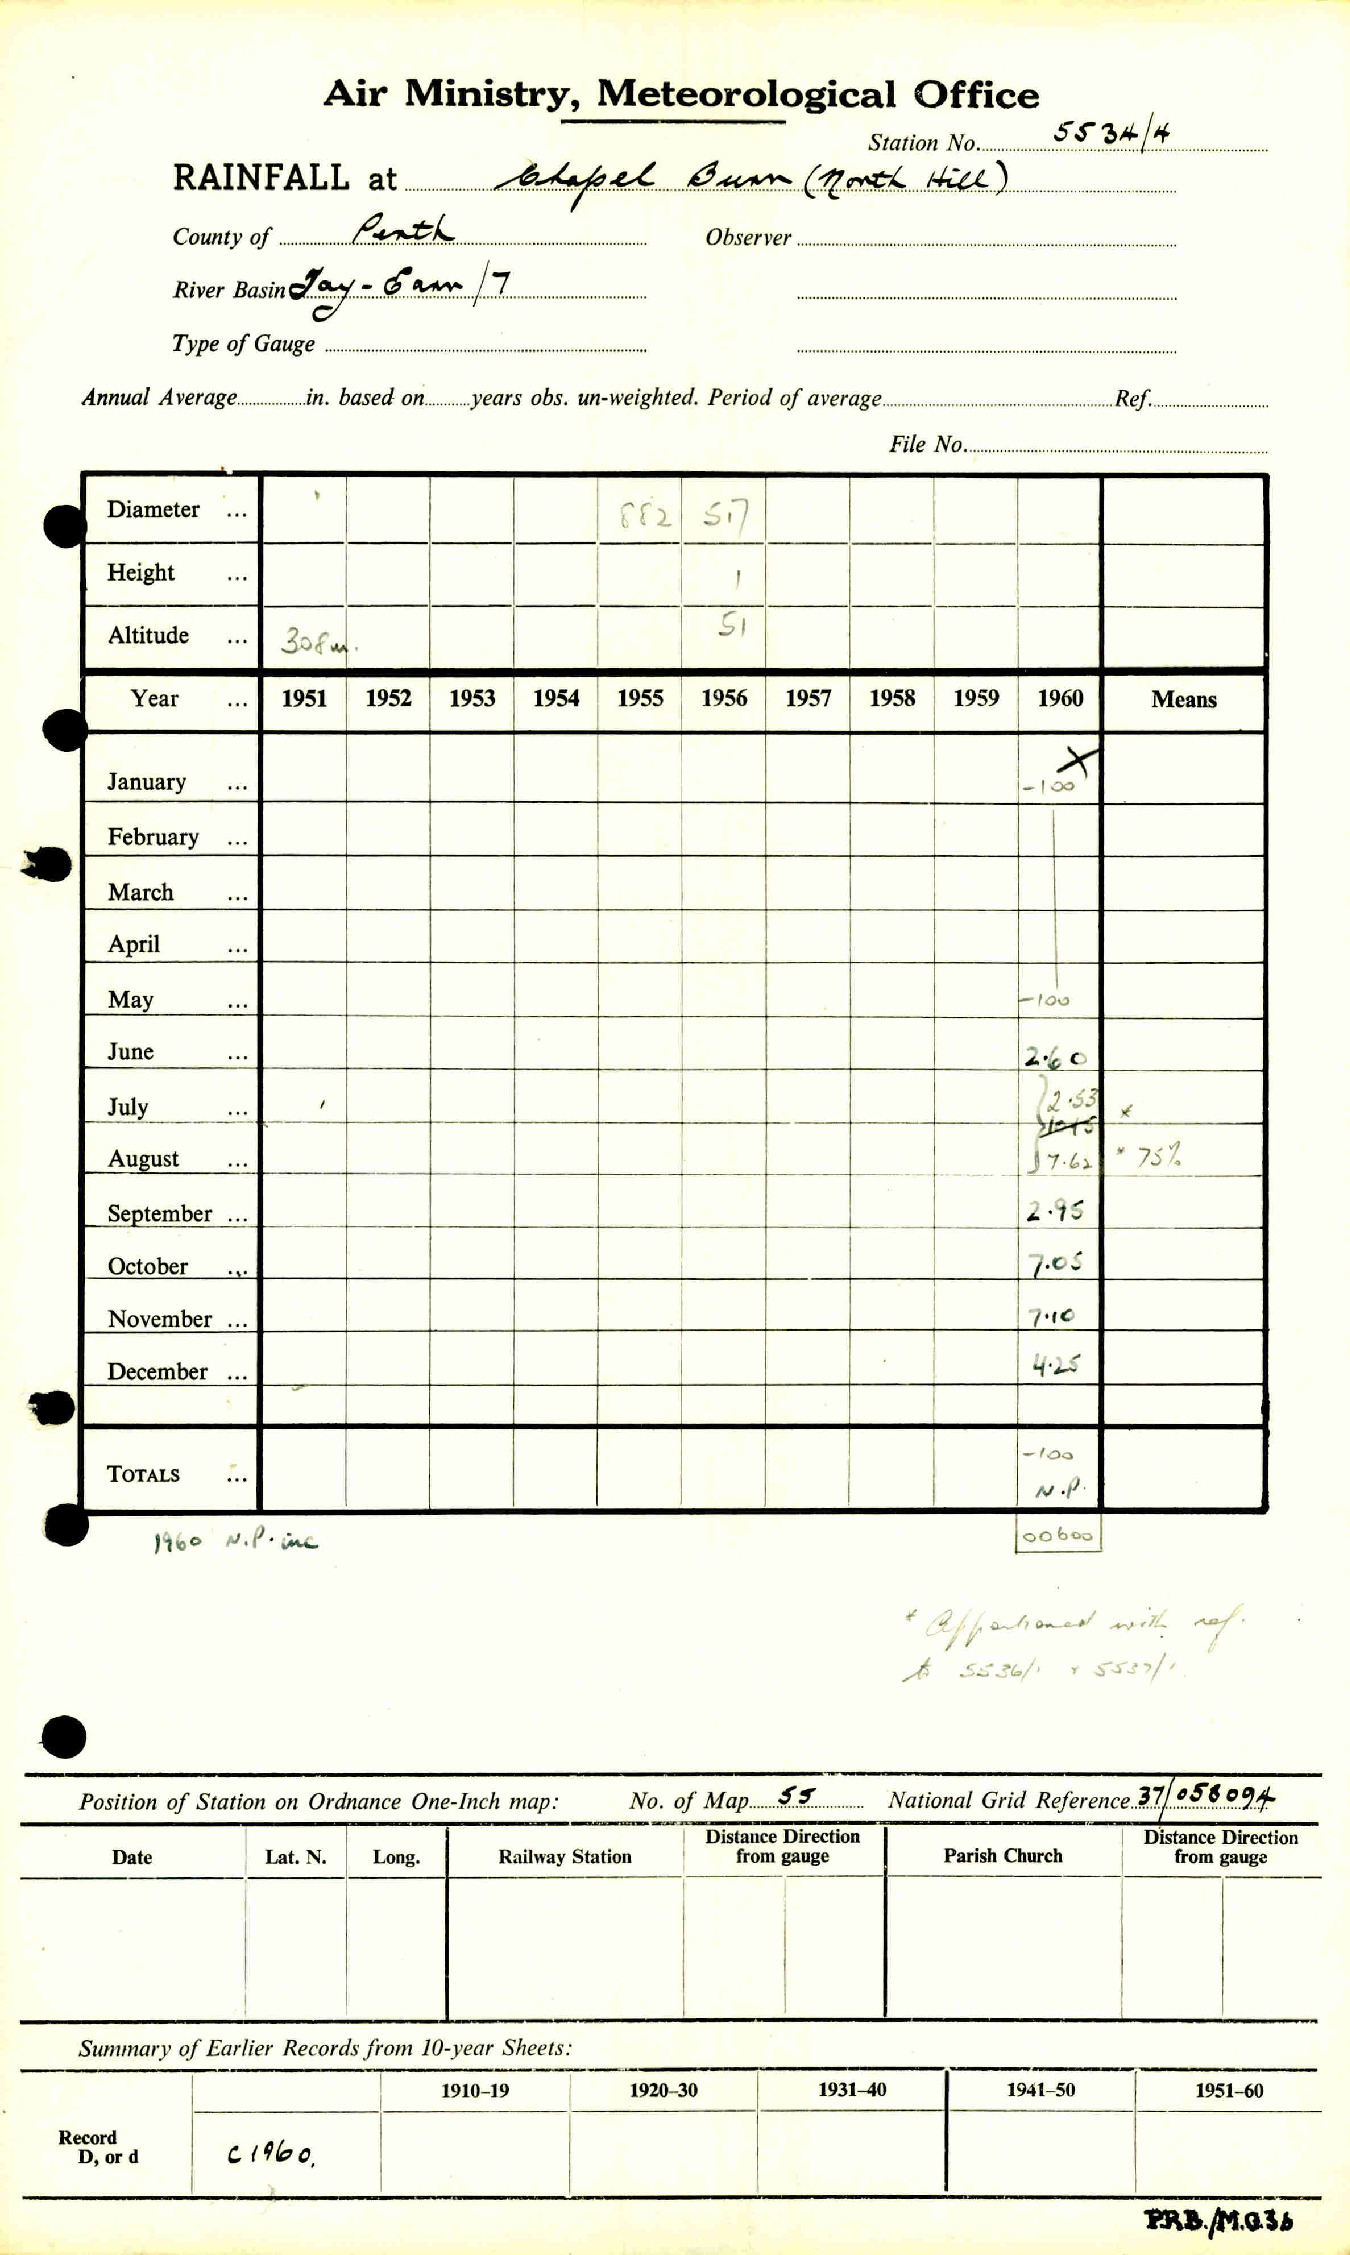 Air Ministry, Meteorological Office
Station No. 5534/4
RAINFALL at Chapel Burn (North Hill)
County of Perth Observer
River Basin Tay - Earn /7
Type of Gauge
Annual Average in. based on years obs. un-weighted. Period of average Ref.
File No.
Diameter ... 882 517
Height ... 1
Altitude ... 308m. 51
Year ... 1951 1952 1953 1954 1955 1956 1957 1958 1959 1960 Means
X
January ... -100
February ...
March ...
April ...
May ... -100
June ... 2.60
July ... 2.53 *
10.15
August ... 7.62 * 75%
September ... 2.95
October ... 7.05
November ... 7.10
December ... 4.25
-100
TOTALS ... N.P.
1960 N.P. inc 00600
* Apportioned with ref.
to 5536/1 & 5537/1.
Position of Station on Ordnance One-Inch map: No. of Map 55 National Grid Reference 37/058094
Date Lat. N. Long. Railway Station Distance Direction from gauge Parish Church Distance Direction from gauge
Summary of Earlier Records from 10-year Sheets:
1910–19 1920–30 1931–40 1941–50 1951–60
Record
D, or d c 1960.
P.R.B./M.O.36